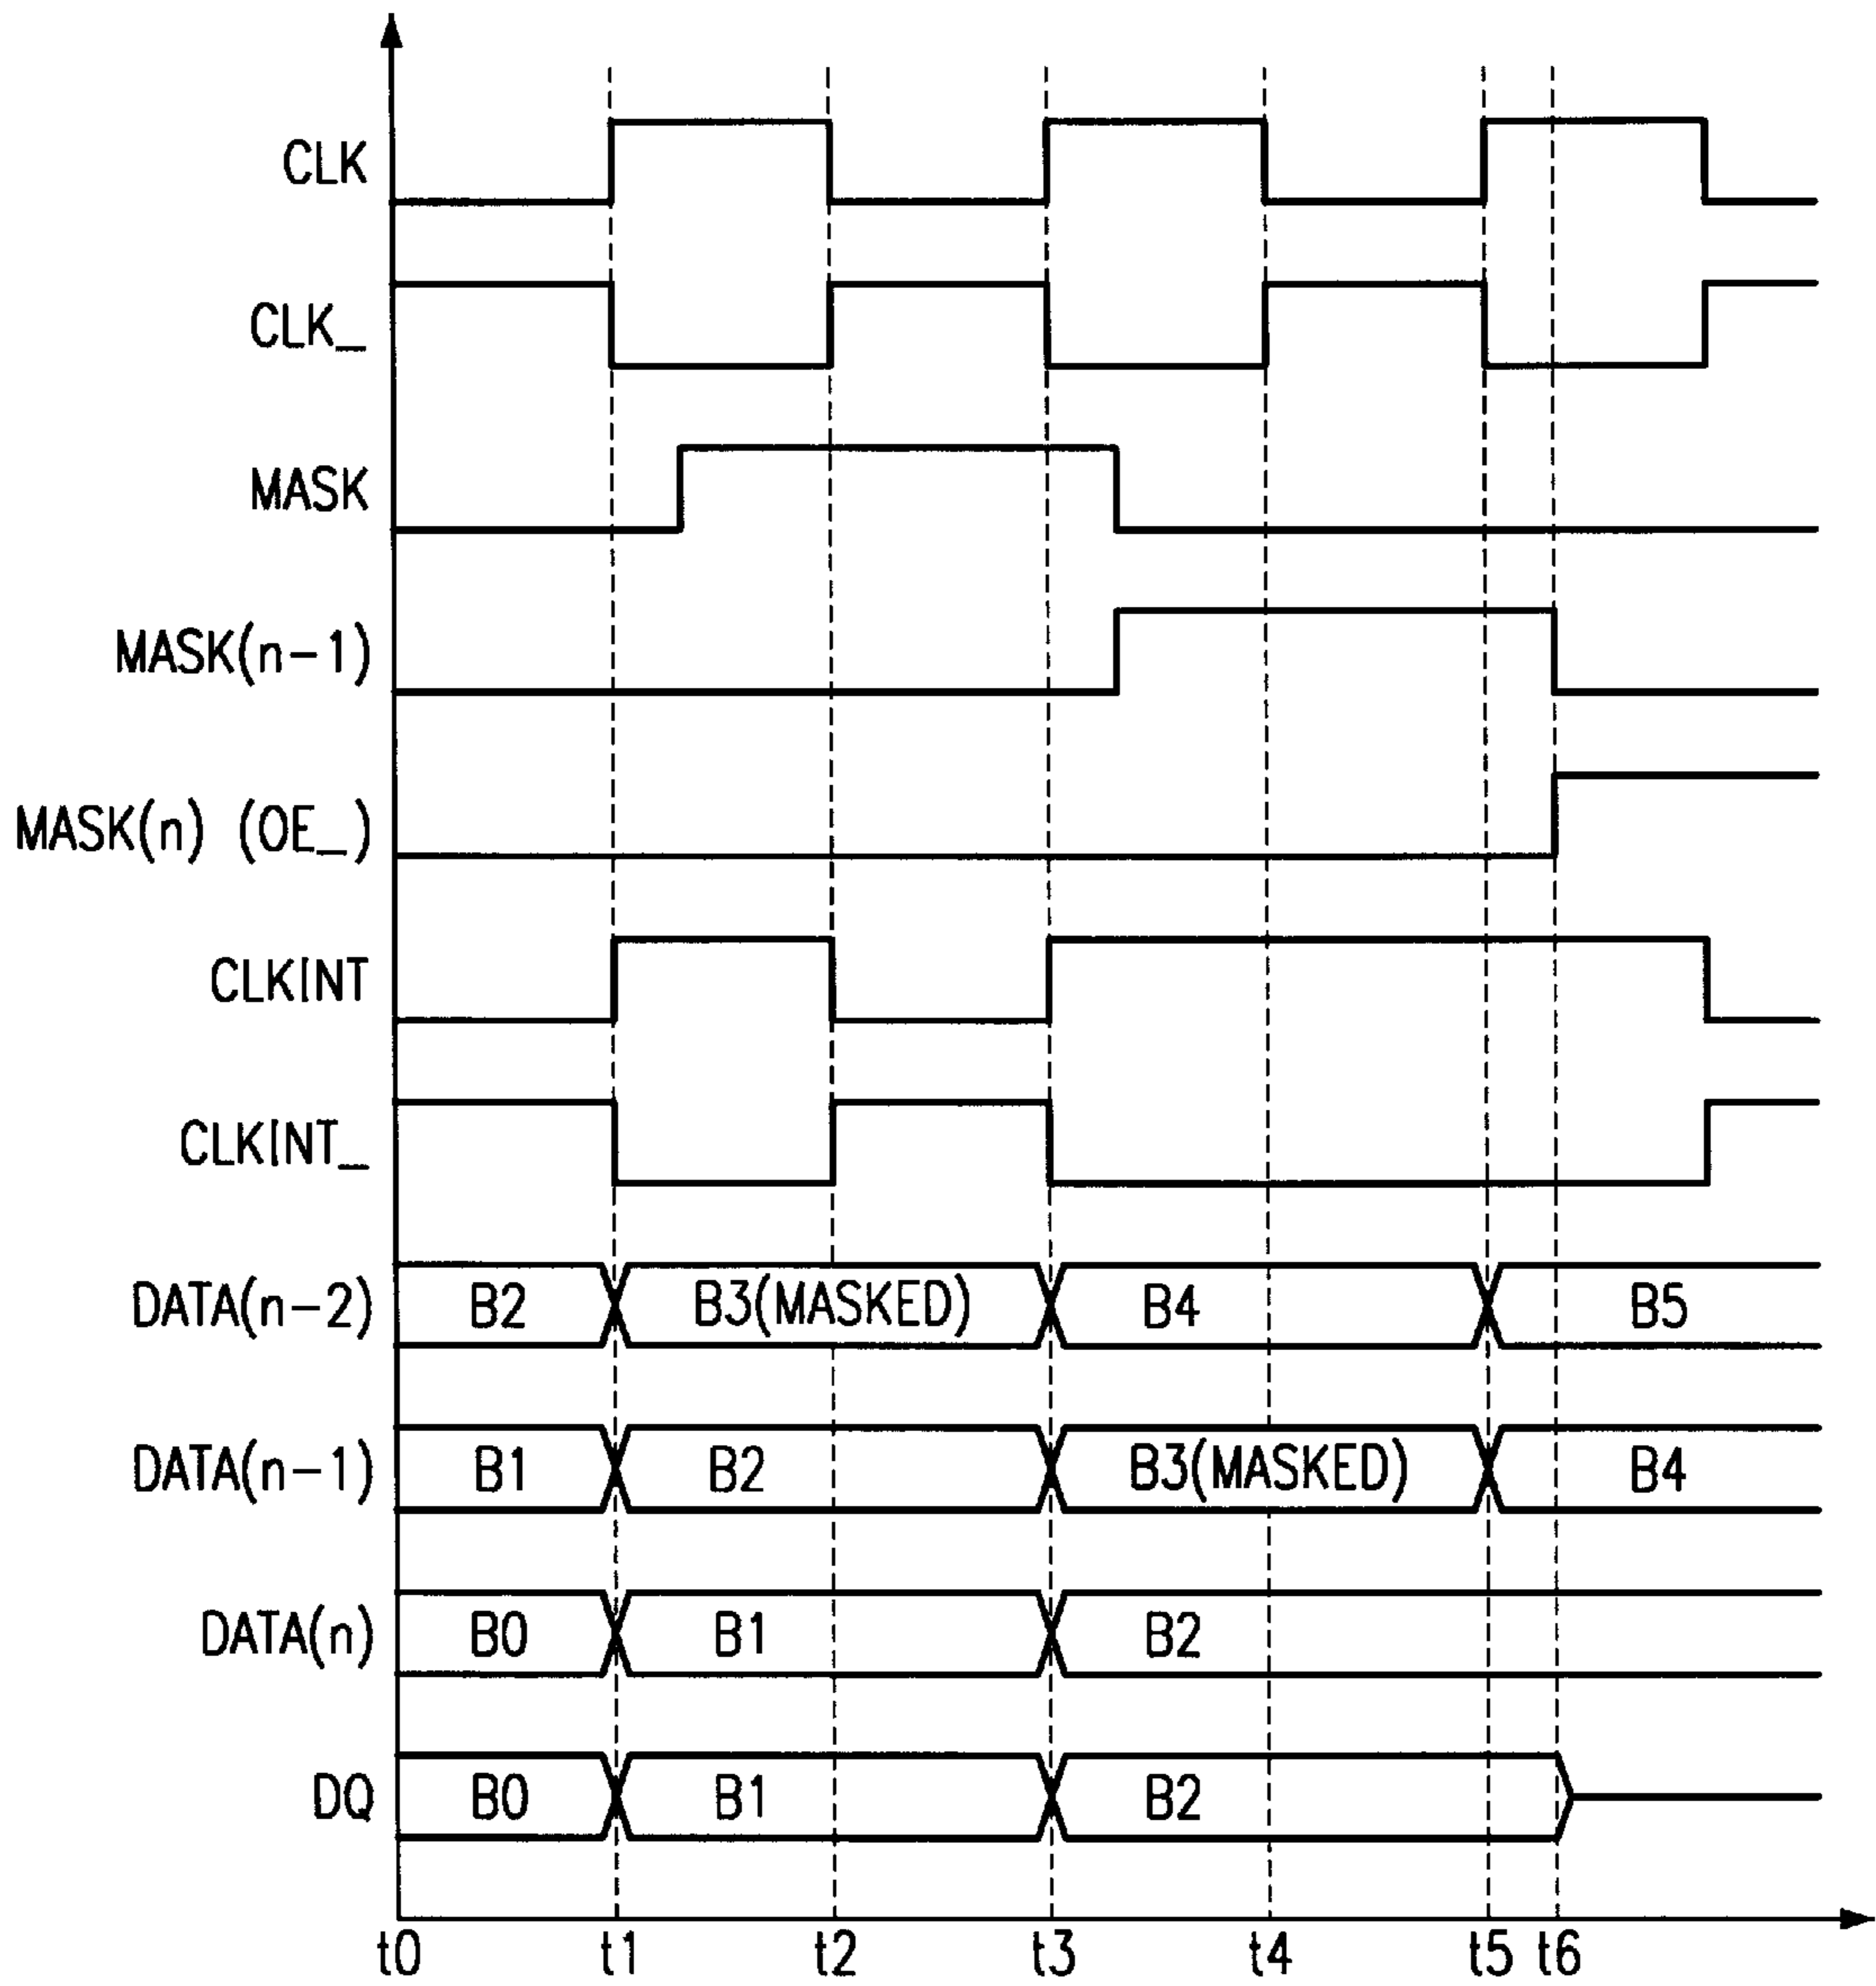 CLK
CLK_
MASK
MASK(n-1)
MASK(n) (OE_)
CLKINT
CLKINT_
DATA(n-2) B2 B3(MASKED) B4 B5
DATA(n-1) B1 B2 B3(MASKED) B4
DATA(n) B0 B1 B2
DQ B0 B1 B2
t0 t1 t2 t3 t4 t5 t6